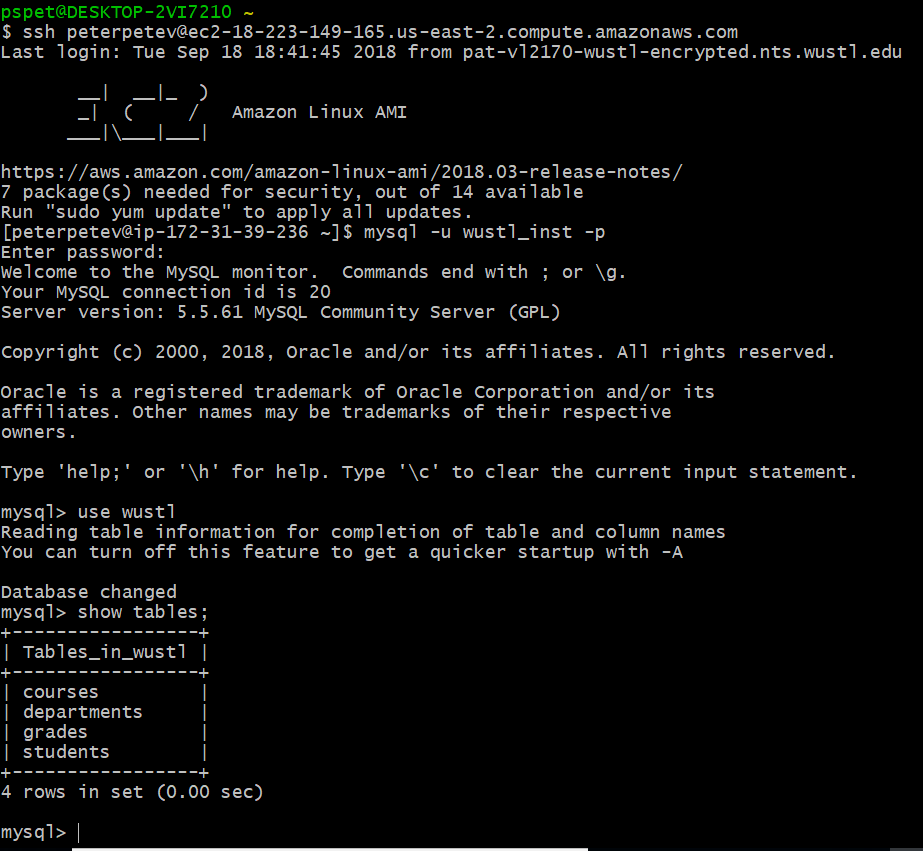 pspet@DESKTOP-2VI7210 ~
$ ssh peterpetev@ec2-18-223-149-165.us-east-2.compute.amazonaws.com
Last login: Tue Sep 18 18:41:45 2018 from pat-vl2170-wustl-encrypted.nts.wustl.edu

       __|  __|_  )
       _|  (     /   Amazon Linux AMI
      ___|\___|___|

https://aws.amazon.com/amazon-linux-ami/2018.03-release-notes/
7 package(s) needed for security, out of 14 available
Run "sudo yum update" to apply all updates.
[peterpetev@ip-172-31-39-236 ~]$ mysql -u wustl_inst -p
Enter password:
Welcome to the MySQL monitor.  Commands end with ; or \g.
Your MySQL connection id is 20
Server version: 5.5.61 MySQL Community Server (GPL)

Copyright (c) 2000, 2018, Oracle and/or its affiliates. All rights reserved.

Oracle is a registered trademark of Oracle Corporation and/or its
affiliates. Other names may be trademarks of their respective
owners.

Type 'help;' or '\h' for help. Type '\c' to clear the current input statement.

mysql> use wustl
Reading table information for completion of table and column names
You can turn off this feature to get a quicker startup with -A

Database changed
mysql> show tables;
+-----------------+
| Tables_in_wustl |
+-----------------+
| courses         |
| departments     |
| grades          |
| students        |
+-----------------+
4 rows in set (0.00 sec)

mysql>